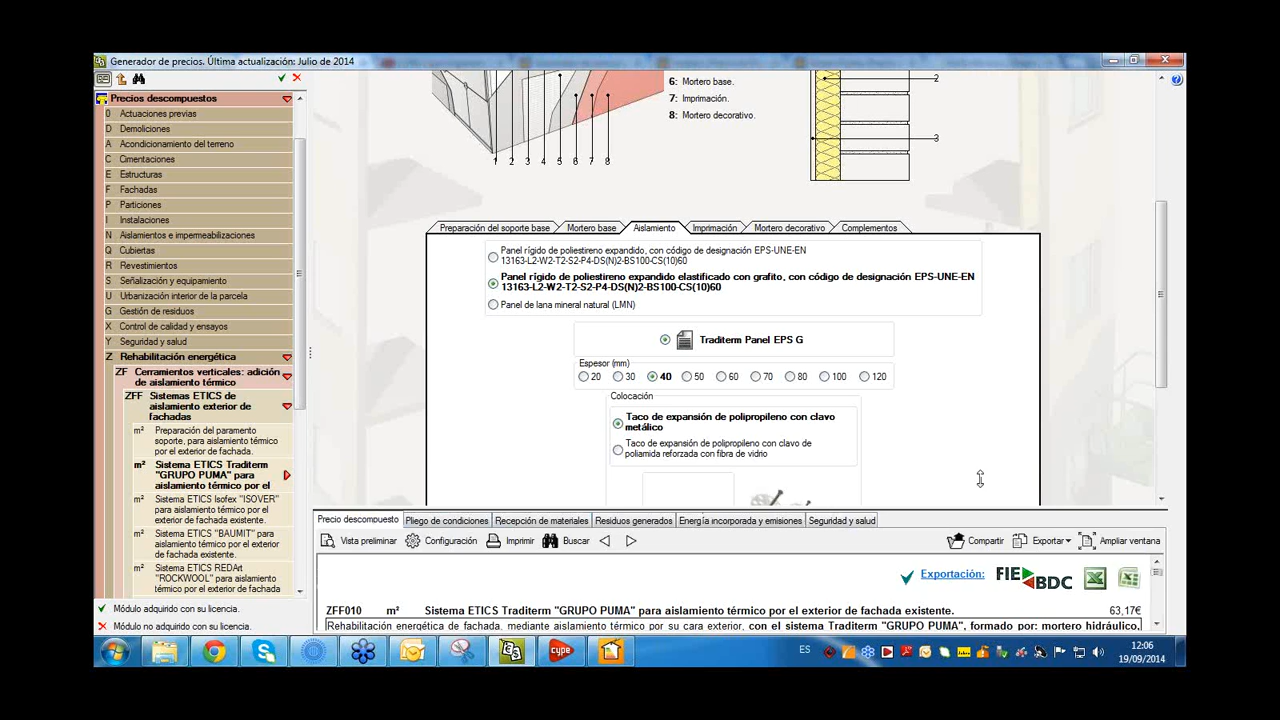 Generador de precios. Última actualización: Julio de 2014
Precios descompuestos
0 Actuaciones previas
D Demoliciones
A Acondicionamiento del terreno
C Cimentaciones
E Estructuras
F Fachadas
P Particiones
I Instalaciones
N Aislamientos e impermeabilizaciones
Q Cubiertas
R Revestimientos
S Señalización y equipamiento
U Urbanización interior de la parcela
G Gestión de residuos
X Control de calidad y ensayos
Y Seguridad y salud
Z Rehabilitación energética
ZF Cerramientos verticales: adición
de aislamiento térmico
ZFF Sistemas ETICS de
aislamiento exterior de
fachadas
m² Preparación del paramento
soporte, para aislamiento térmico
por el exterior de fachada.
m² Sistema ETICS Traditerm
"GRUPO PUMA" para
aislamiento térmico por el
m² Sistema ETICS Isofex "ISOVER"
para aislamiento térmico por el
exterior de fachada existente.
m² Sistema ETICS "BAUMIT" para
aislamiento térmico por el exterior
de fachada existente.
m² Sistema ETICS REDArt
"ROCKWOOL" para aislamiento
térmico por el exterior de fachada
Módulo adquirido con su licencia.
Módulo no adquirido con su licencia.
6: Mortero base.
7: Imprimación.
8: Mortero decorativo.
1 2 3 4 5 6 7 8
2
3
Preparación del soporte base Mortero base Aislamiento Imprimación Mortero decorativo Complementos
Panel rígido de poliestireno expandido, con código de designación EPS-UNE-EN
13163-L2-W2-T2-S2-P4-DS(N)2-BS100-CS(10)60
Panel rígido de poliestireno expandido elastificado con grafito, con código de designación EPS-UNE-EN
13163-L2-W2-T2-S2-P4-DS(N)2-BS100-CS(10)60
Panel de lana mineral natural (LMN)
Traditerm Panel EPS G
Espesor (mm)
20 30 40 50 60 70 80 100 120
Colocación
Taco de expansión de polipropileno con clavo
metálico
Taco de expansión de polipropileno con clavo de
poliamida reforzada con fibra de vidrio
Precio descompuesto Pliego de condiciones Recepción de materiales Residuos generados Energía incorporada y emisiones Seguridad y salud
Vista preliminar Configuración Imprimir Buscar Compartir Exportar Ampliar ventana
Exportación: FIE BDC
ZFF010 m² Sistema ETICS Traditerm "GRUPO PUMA" para aislamiento térmico por el exterior de fachada existente. 63,17€
Rehabilitación energética de fachada, mediante aislamiento térmico por su cara exterior, con el sistema Traditerm "GRUPO PUMA", formado por: mortero hidráulico,
cype
ES
12:06
19/09/2014